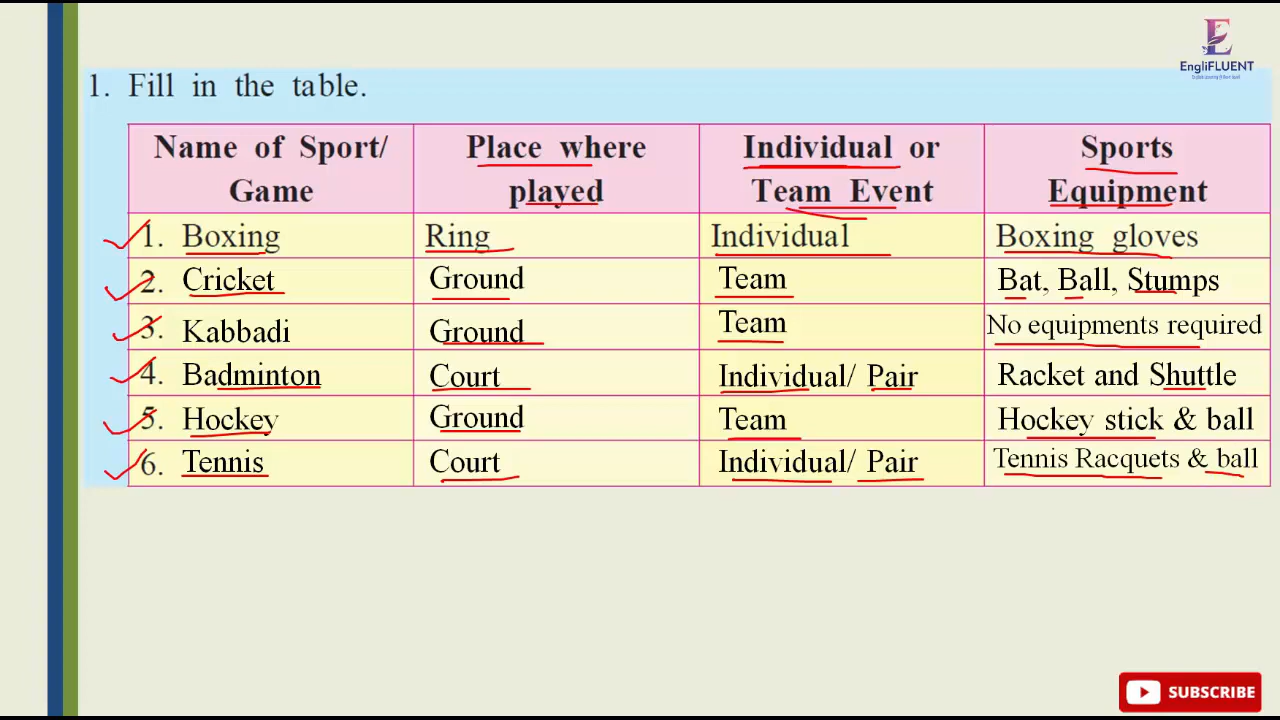 EngliFLUENT
1. Fill in the table.
Name of Sport/ Game Place where played Individual or Team Event Sports Equipment
1. Boxing Ring Individual Boxing gloves
2. Cricket Ground Team Bat, Ball, Stumps
3. Kabbadi Ground Team No equipments required
4. Badminton Court Individual/ Pair Racket and Shuttle
5. Hockey Ground Team Hockey stick & ball
6. Tennis Court Individual/ Pair Tennis Racquets & ball
SUBSCRIBE